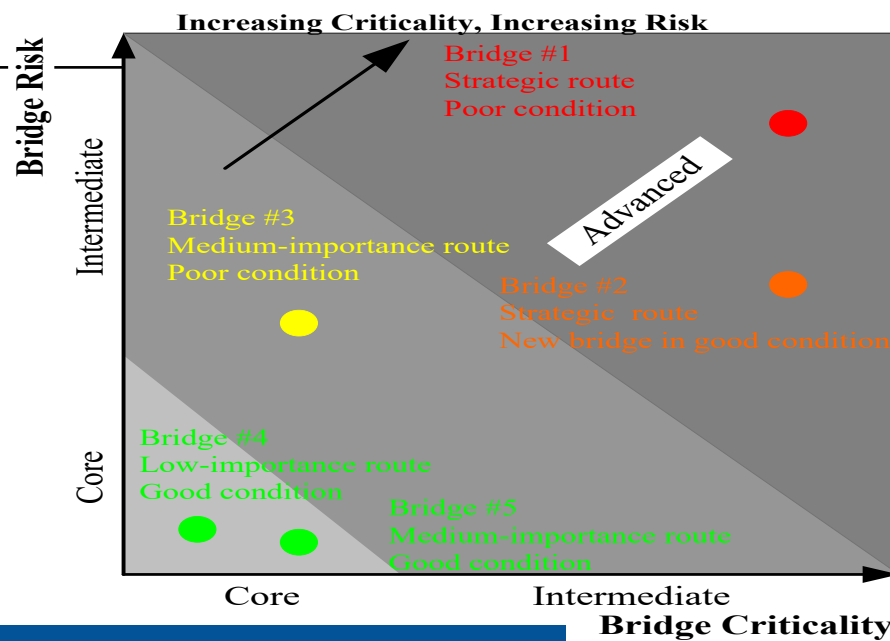 Increasing Criticality, Increasing Risk
Bridge Risk
Bridge #1
Strategic route
Poor condition
Intermediate
Advanced
Bridge #3
Medium-importance route
Poor condition
Bridge #2
Strategic route
New bridge in good condition
Core
Bridge #4
Low-importance route
Good condition
Bridge #5
Medium-importance route
Good condition
Core
Intermediate
Bridge Criticality